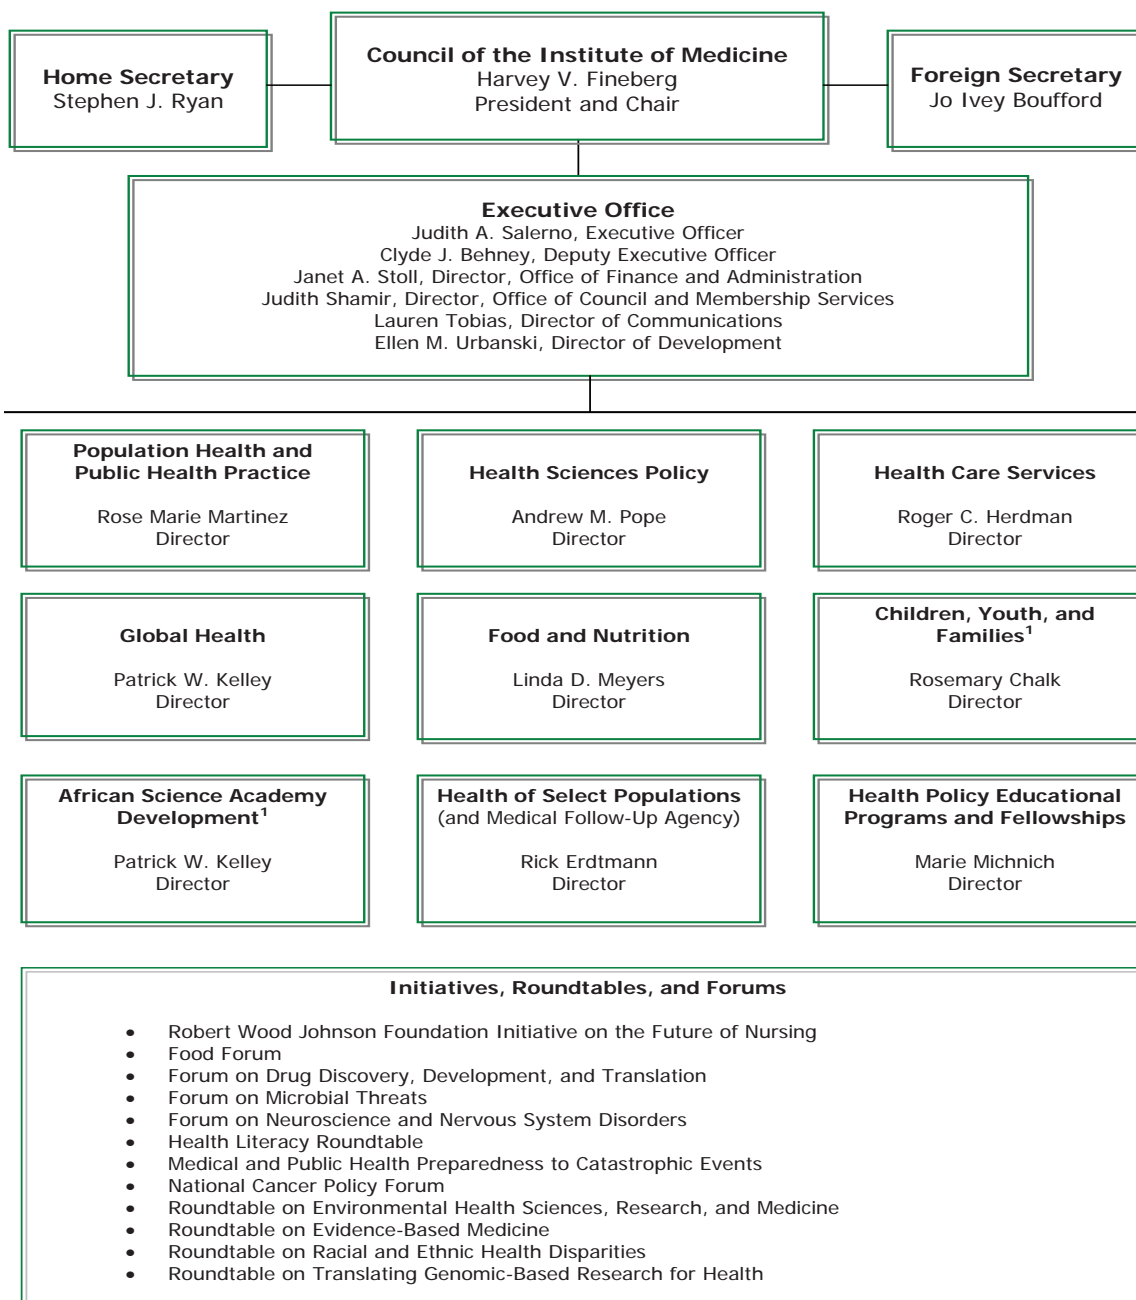 Home Secretary
Stephen J. Ryan
Council of the Institute of Medicine
Harvey V. Fineberg
President and Chair
Foreign Secretary
Jo Ivey Boufford
Executive Office
Judith A. Salerno, Executive Officer
Clyde J. Behney, Deputy Executive Officer
Janet A. Stoll, Director, Office of Finance and Administration
Judith Shamir, Director, Office of Council and Membership Services
Lauren Tobias, Director of Communications
Ellen M. Urbanski, Director of Development
Population Health and
Public Health Practice
Rose Marie Martinez
Director
Health Sciences Policy
Andrew M. Pope
Director
Health Care Services
Roger C. Herdman
Director
Global Health
Patrick W. Kelley
Director
Food and Nutrition
Linda D. Meyers
Director
Children, Youth, and
Families¹
Rosemary Chalk
Director
African Science Academy
Development¹
Patrick W. Kelley
Director
Health of Select Populations
(and Medical Follow-Up Agency)
Rick Erdtmann
Director
Health Policy Educational
Programs and Fellowships
Marie Michnich
Director
Initiatives, Roundtables, and Forums
• Robert Wood Johnson Foundation Initiative on the Future of Nursing
• Food Forum
• Forum on Drug Discovery, Development, and Translation
• Forum on Microbial Threats
• Forum on Neuroscience and Nervous System Disorders
• Health Literacy Roundtable
• Medical and Public Health Preparedness to Catastrophic Events
• National Cancer Policy Forum
• Roundtable on Environmental Health Sciences, Research, and Medicine
• Roundtable on Evidence-Based Medicine
• Roundtable on Racial and Ethnic Health Disparities
• Roundtable on Translating Genomic-Based Research for Health